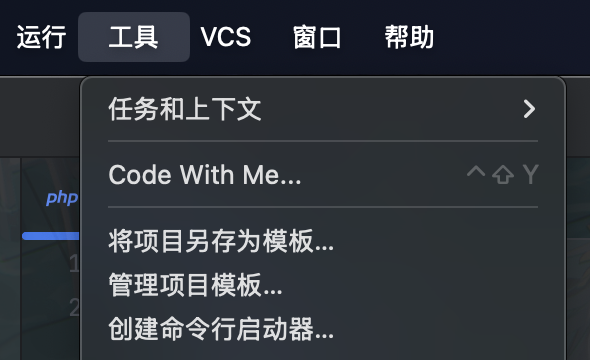 运行 工具 VCS 窗口 帮助
任务和上下文
Code With Me... ^⇧Y
php
将项目另存为模板...
1
管理项目模板...
2
创建命令行启动器...